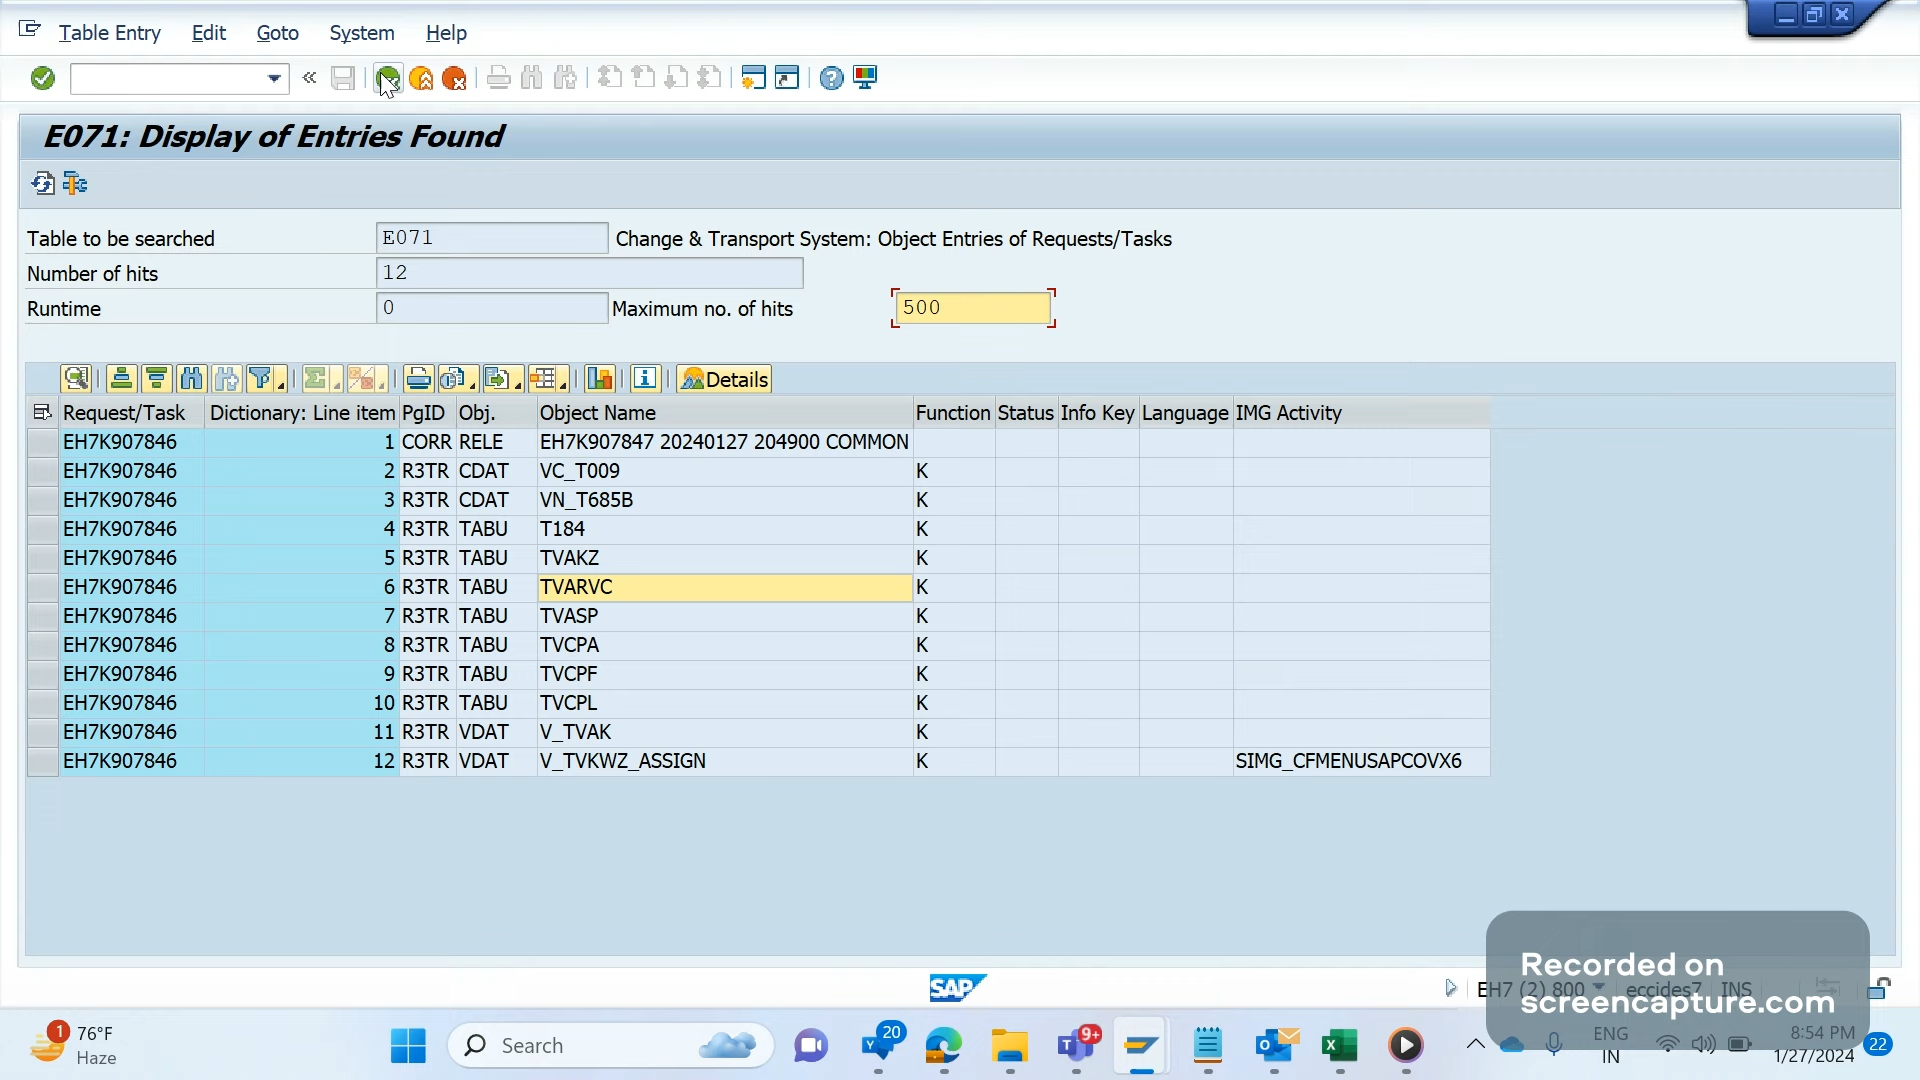 Table Entry Edit Goto System Help
E071: Display of Entries Found
Table to be searched E071 Change & Transport System: Object Entries of Requests/Tasks
Number of hits 12
Runtime 0 Maximum no. of hits 500
Details
Request/Task Dictionary: Line item PgID Obj. Object Name Function Status Info Key Language IMG Activity
EH7K907846 1 CORR RELE EH7K907847 20240127 204900 COMMON
EH7K907846 2 R3TR CDAT VC_T009 K
EH7K907846 3 R3TR CDAT VN_T685B K
EH7K907846 4 R3TR TABU T184 K
EH7K907846 5 R3TR TABU TVAKZ K
EH7K907846 6 R3TR TABU TVARVC K
EH7K907846 7 R3TR TABU TVASP K
EH7K907846 8 R3TR TABU TVCPA K
EH7K907846 9 R3TR TABU TVCPF K
EH7K907846 10 R3TR TABU TVCPL K
EH7K907846 11 R3TR VDAT V_TVAK K
EH7K907846 12 R3TR VDAT V_TVKWZ_ASSIGN K SIMG_CFMENUSAPCOVX6
SAP EH7 (2) 800 eccides7 INS
Recorded on
screencapture.com
1 76°F
Haze
Search
20
9+
ENG
IN
8:54 PM
1/27/2024
22